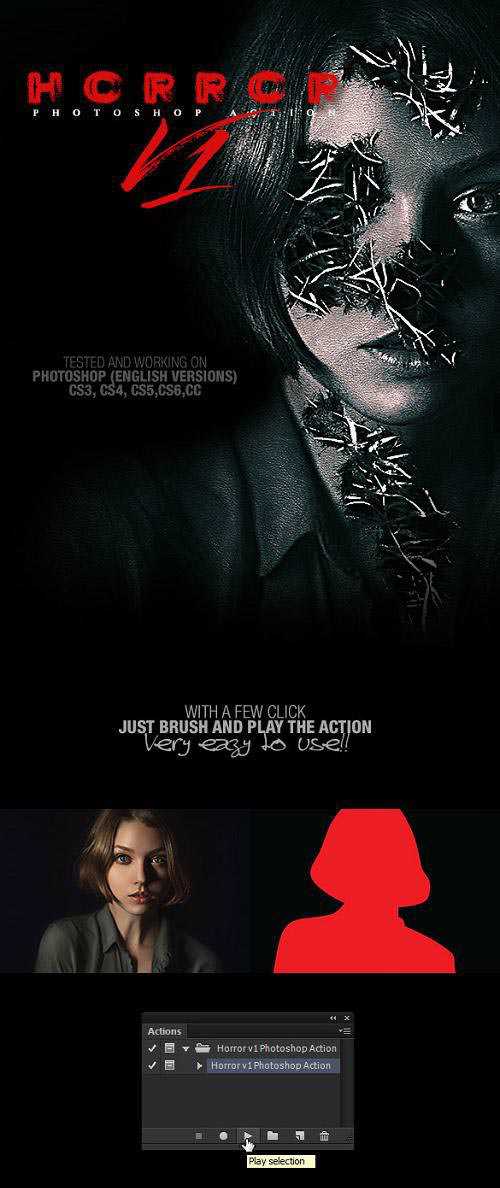 HORROR
PHOTOSHOP ACTION
V1
TESTED AND WORKING ON
PHOTOSHOP (ENGLISH VERSIONS)
CS3, CS4, CS5,CS6,CC
WITH A FEW CLICK
JUST BRUSH AND PLAY THE ACTION
Very eazy to use!!
Actions
Horror v1 Photoshop Action
Horror v1 Photoshop Action
Play selection